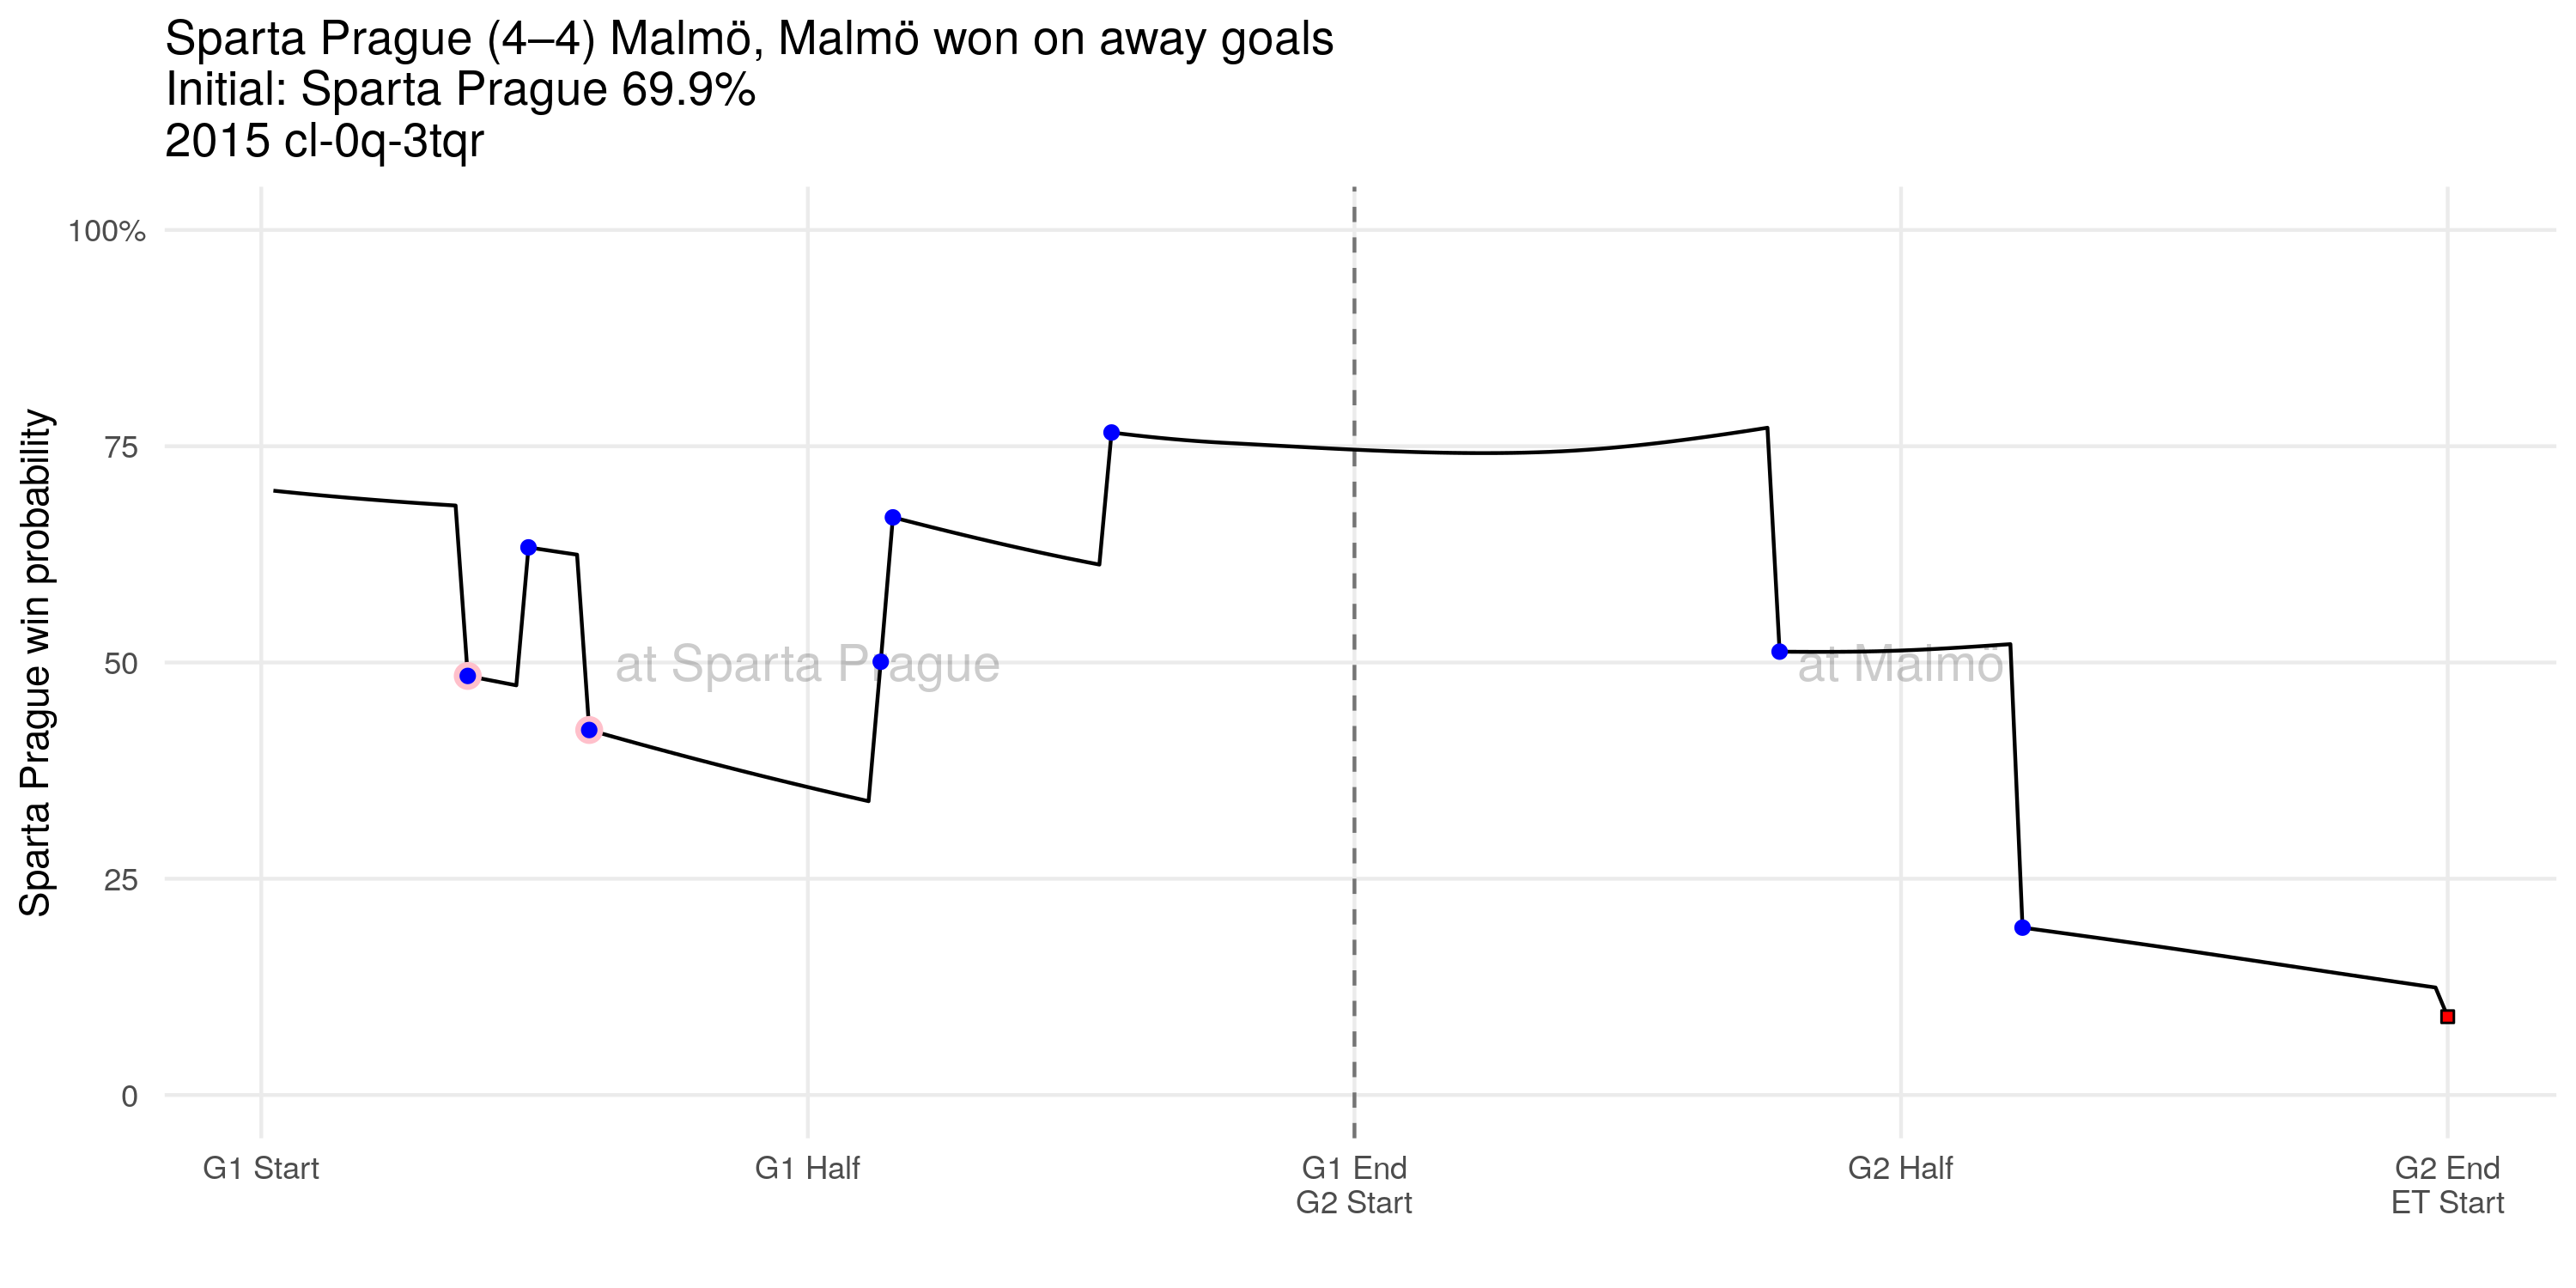 Sparta Prague (4–4) Malmö, Malmö won on away goals
Initial: Sparta Prague 69.9%
2015 cl-0q-3tqr
Sparta Prague win probability
100%
75
50
25
0
at Sparta Prague
at Malmö
G1 Start
G1 Half
G1 End
G2 Start
G2 Half
G2 End
ET Start